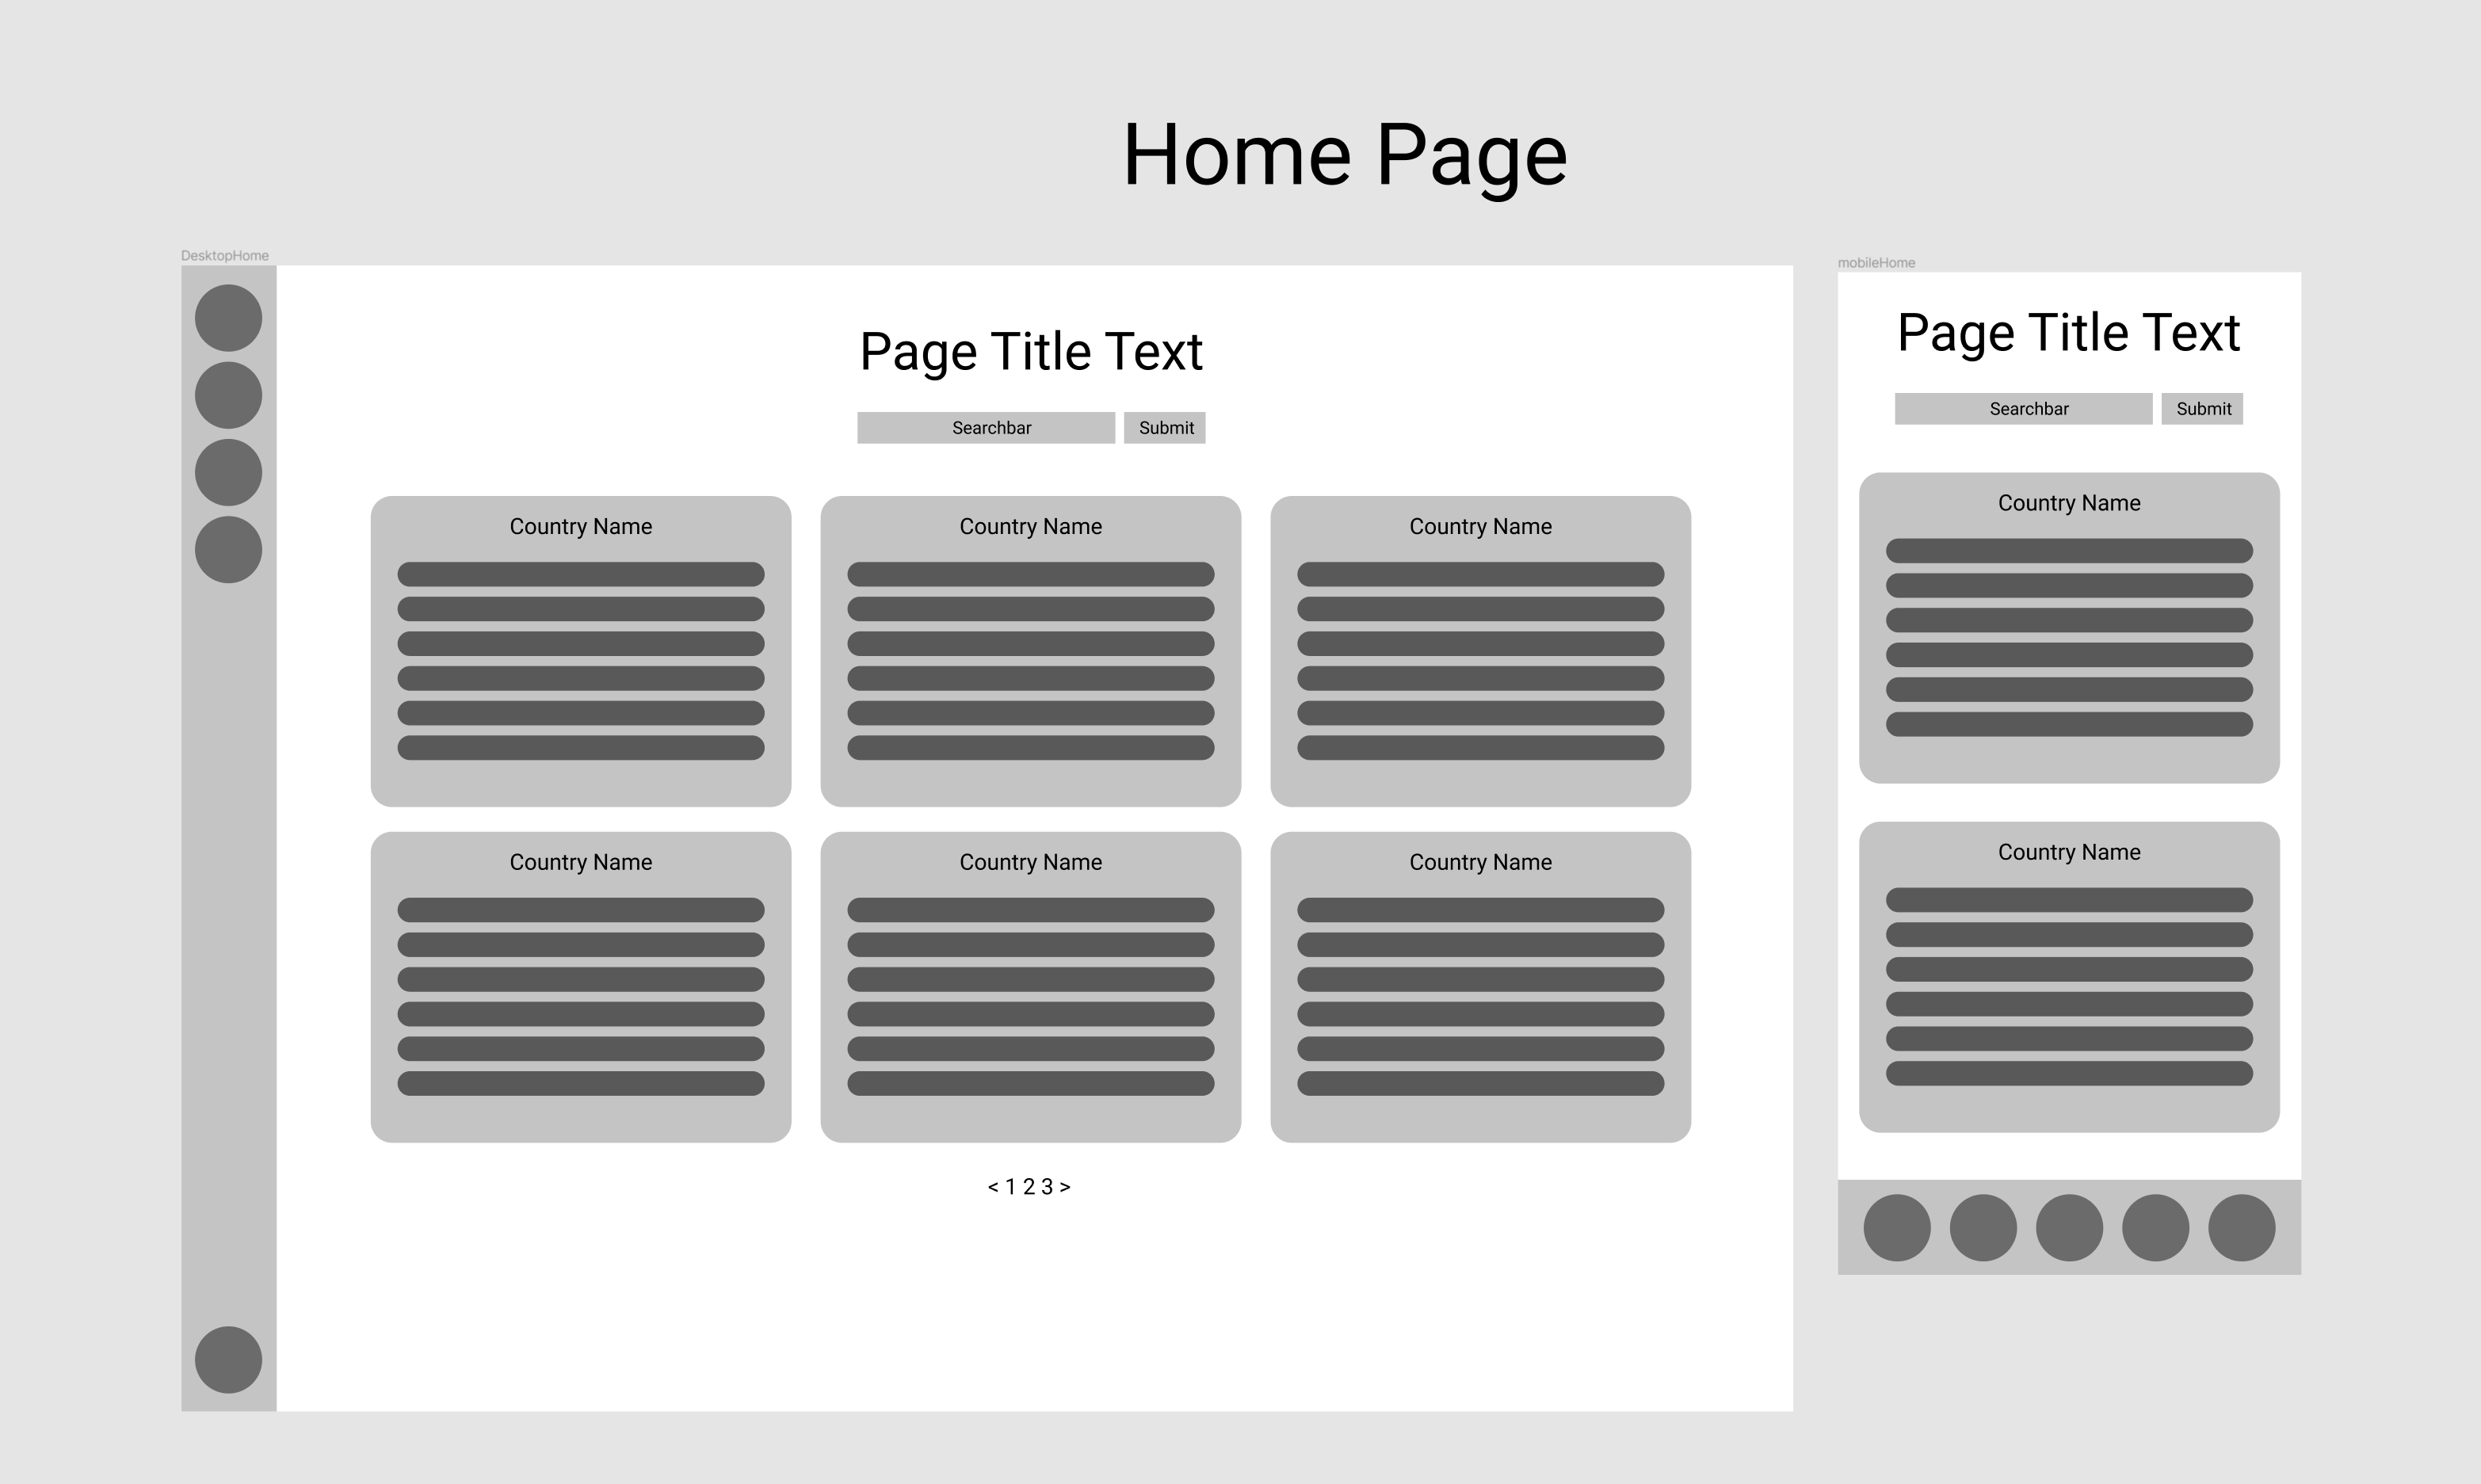 Home Page
DesktopHome
Page Title Text
Searchbar
Submit
Country Name
Country Name
Country Name
Country Name
Country Name
Country Name
< 1 2 3 >
mobileHome
Page Title Text
Searchbar
Submit
Country Name
Country Name